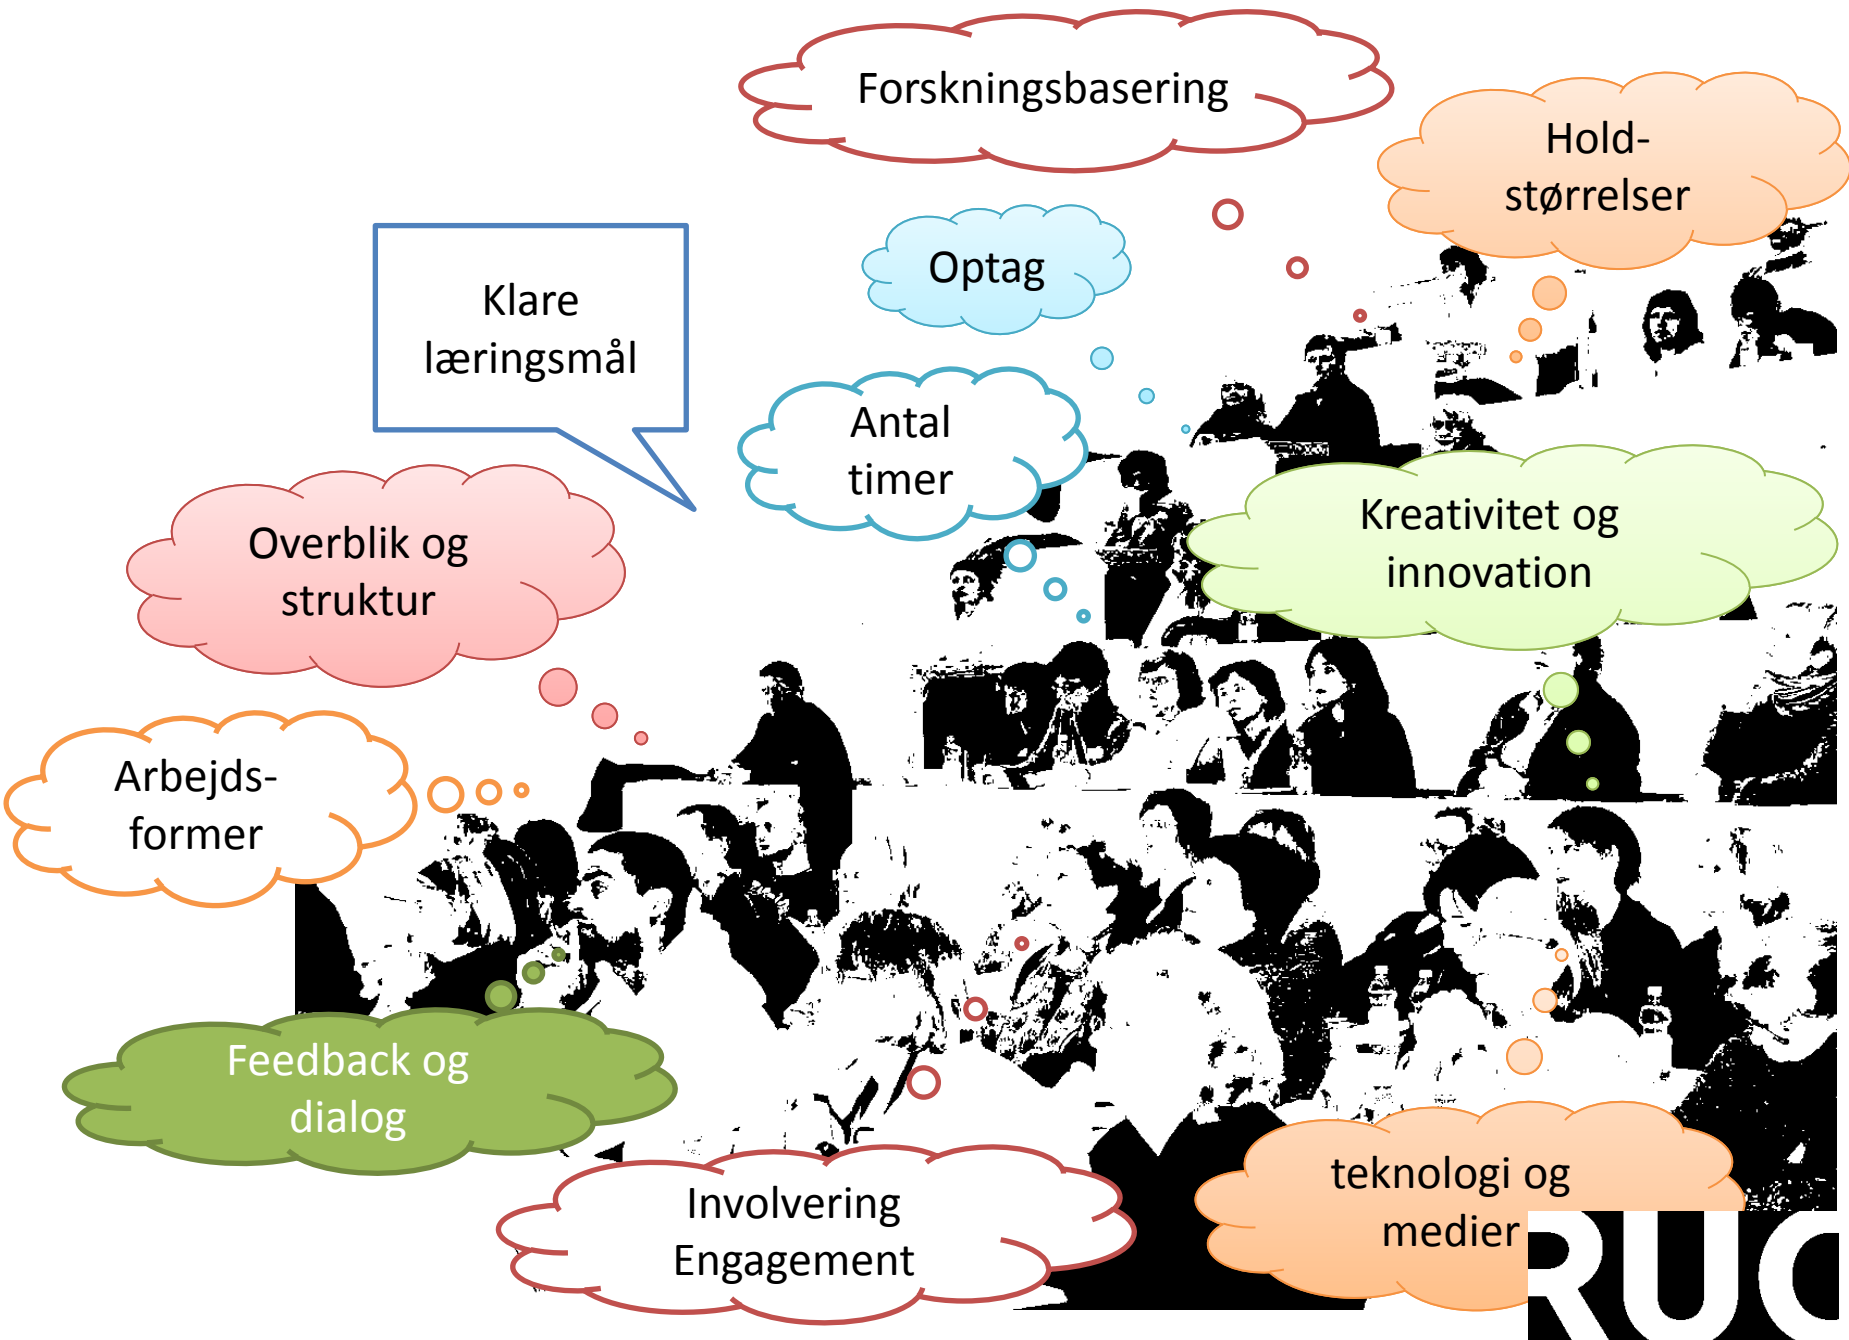 Forskningsbasering
Hold-
størrelser
Optag
Klare
læringsmål
Antal
timer
Kreativitet og
innovation
Overblik og
struktur
Arbejds-
former
Feedback og
dialog
Involvering
Engagement
teknologi og
medier
RUC